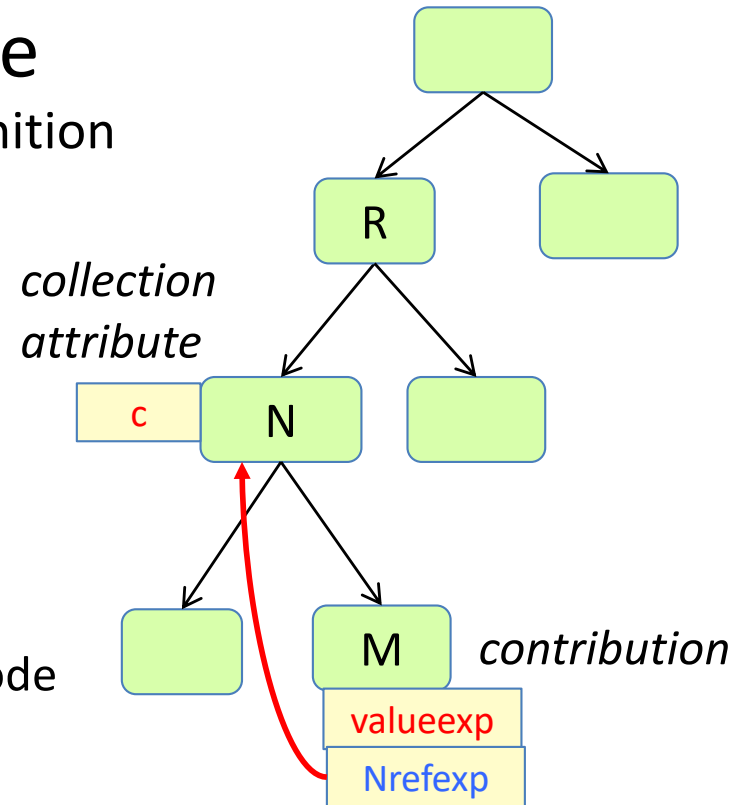 e
nition
R
collection
attribute
c
N
M
contribution
ode
valueexp
Nrefexp